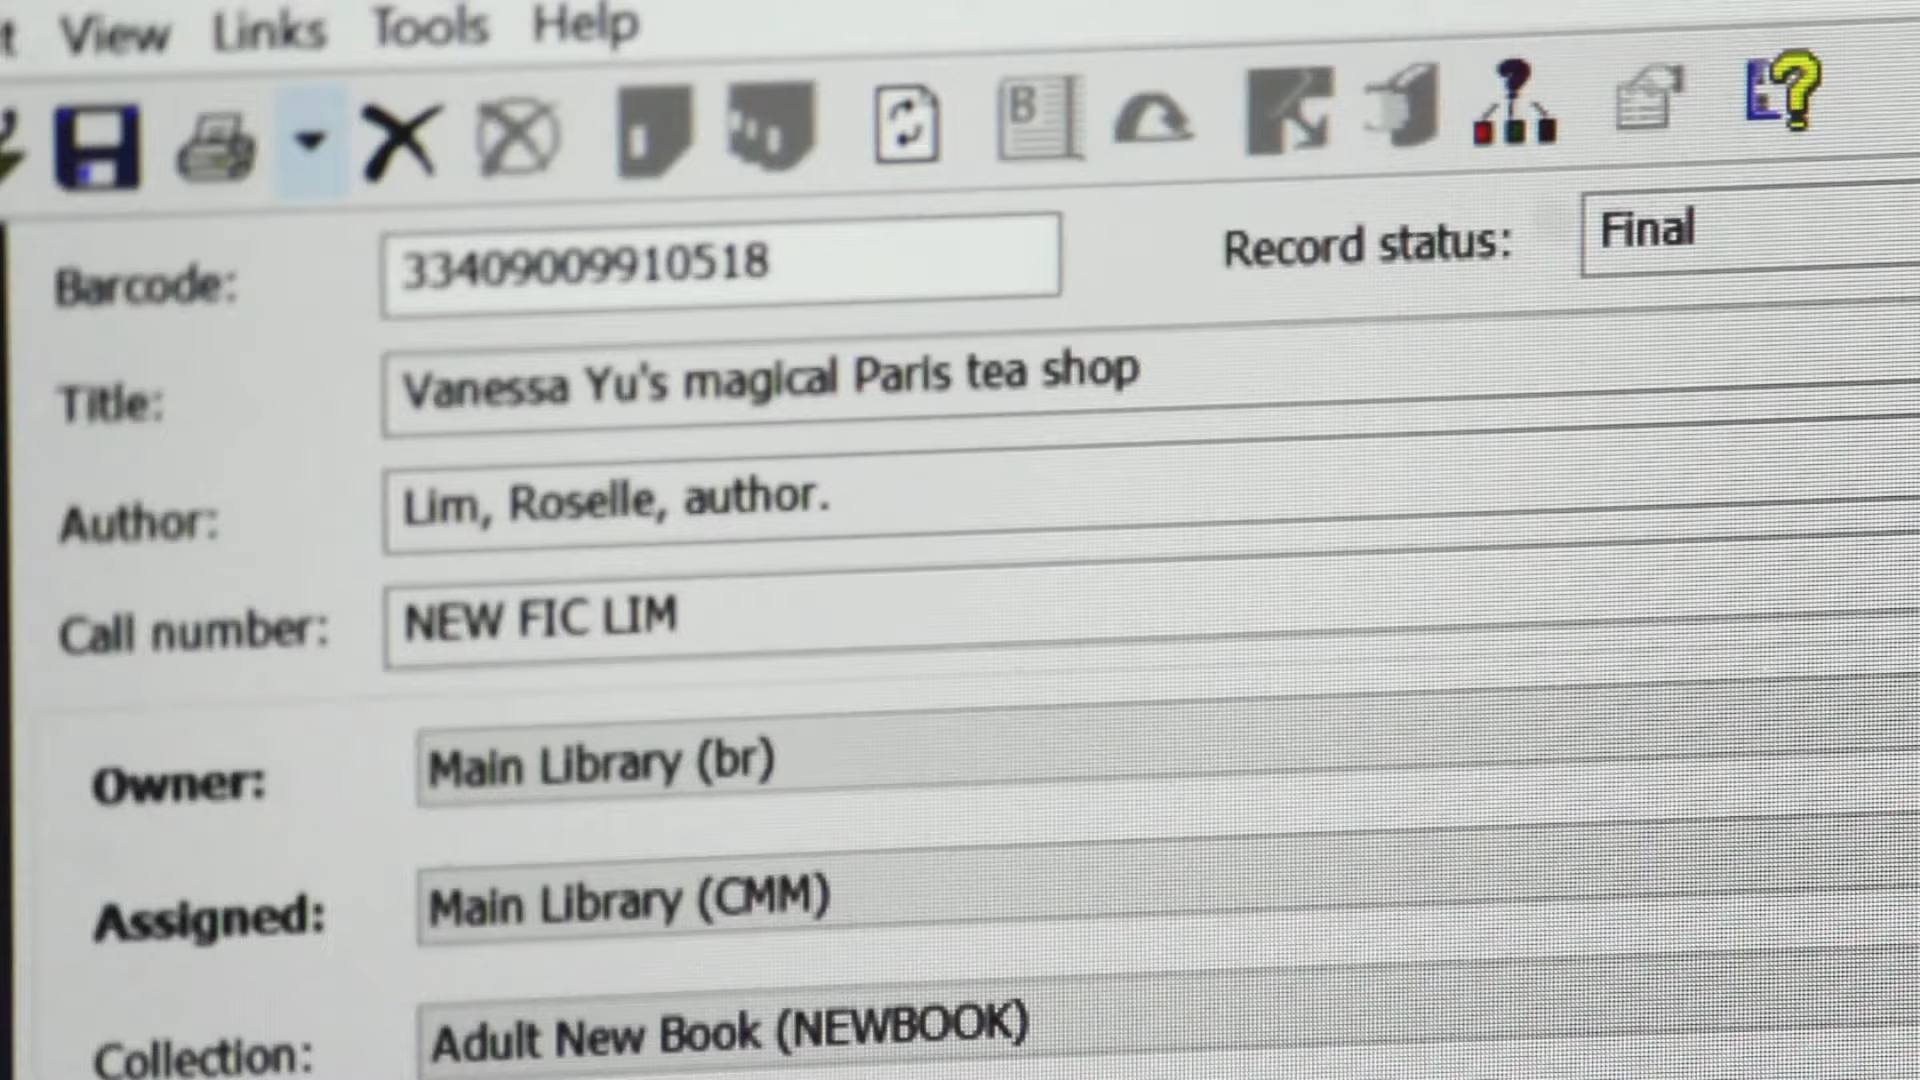 t View Links Tools Help
B
Barcode: 33409009910518 Record status: Final
Title: Vanessa Yu's magical Paris tea shop
Author: Lim, Roselle, author.
Call number: NEW FIC LIM
Owner: Main Library (br)
Assigned: Main Library (CMM)
Collection: Adult New Book (NEWBOOK)